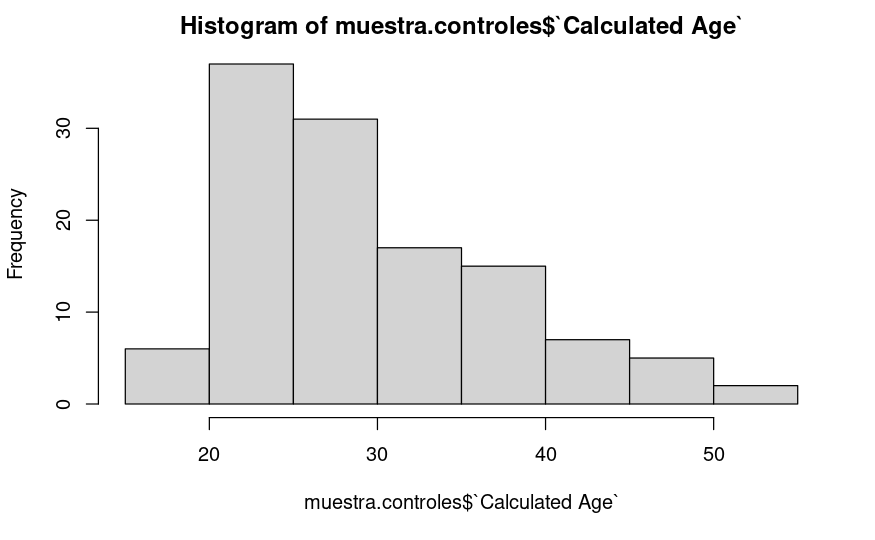 Histogram of muestra.controles$`Calculated Age`
Frequency
30
20
10
0
20 30 40 50
muestra.controles$`Calculated Age`